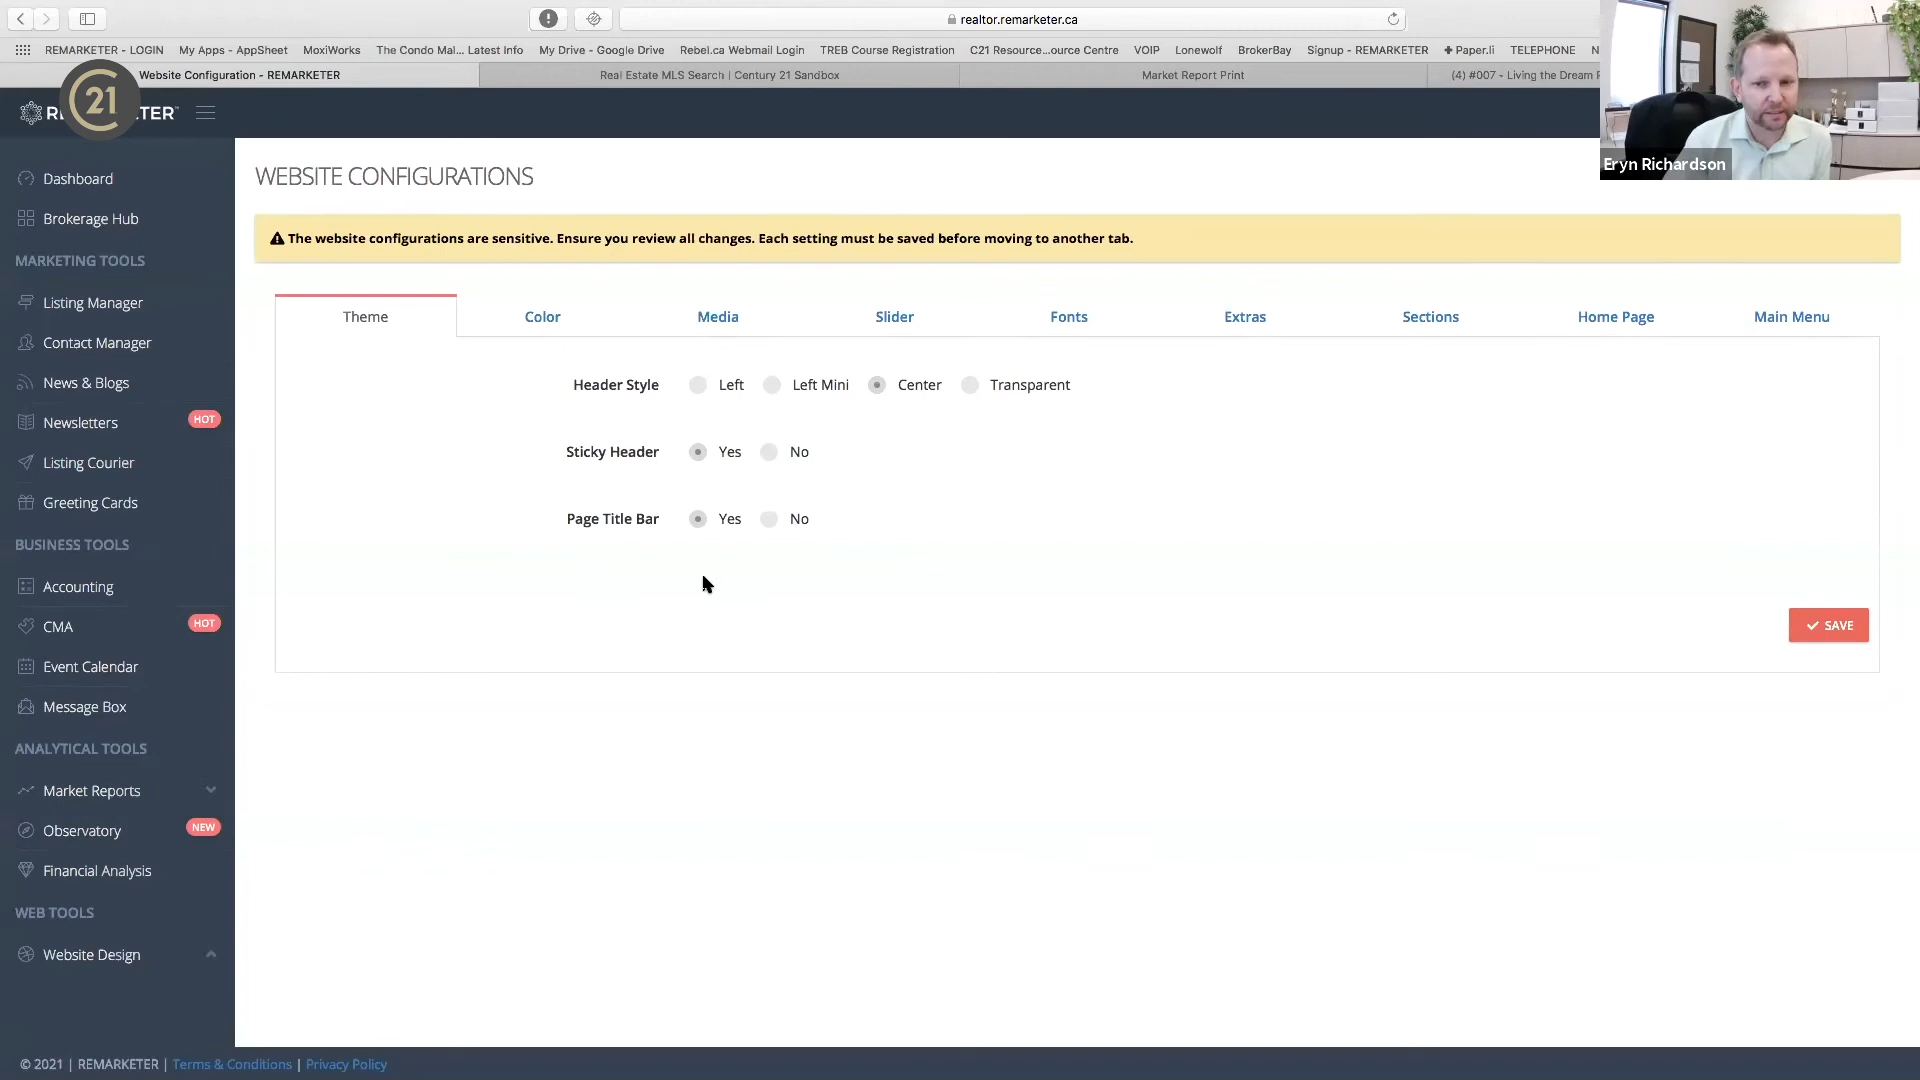 realtor.remarketer.ca
REMARKETER - LOGIN My Apps - AppSheet MoxiWorks The Condo Mal... Latest Info My Drive - Google Drive Rebel.ca Webmail Login TREB Course Registration C21 Resource...ource Centre VOIP Lonewolf BrokerBay Signup - REMARKETER Paper.li TELEPHONE N
Website Configuration - REMARKETER Real Estate MLS Search | Century 21 Sandbox Market Report Print (4) #007 - Living the Dream
21
R TER™
Eryn Richardson
Dashboard
Brokerage Hub
MARKETING TOOLS
Listing Manager
Contact Manager
News & Blogs
Newsletters HOT
Listing Courier
Greeting Cards
BUSINESS TOOLS
Accounting
CMA HOT
Event Calendar
Message Box
ANALYTICAL TOOLS
Market Reports
Observatory NEW
Financial Analysis
WEB TOOLS
Website Design
WEBSITE CONFIGURATIONS
The website configurations are sensitive. Ensure you review all changes. Each setting must be saved before moving to another tab.
Theme Color Media Slider Fonts Extras Sections Home Page Main Menu
Header Style Left Left Mini Center Transparent
Sticky Header Yes No
Page Title Bar Yes No
SAVE
© 2021 | REMARKETER | Terms & Conditions | Privacy Policy